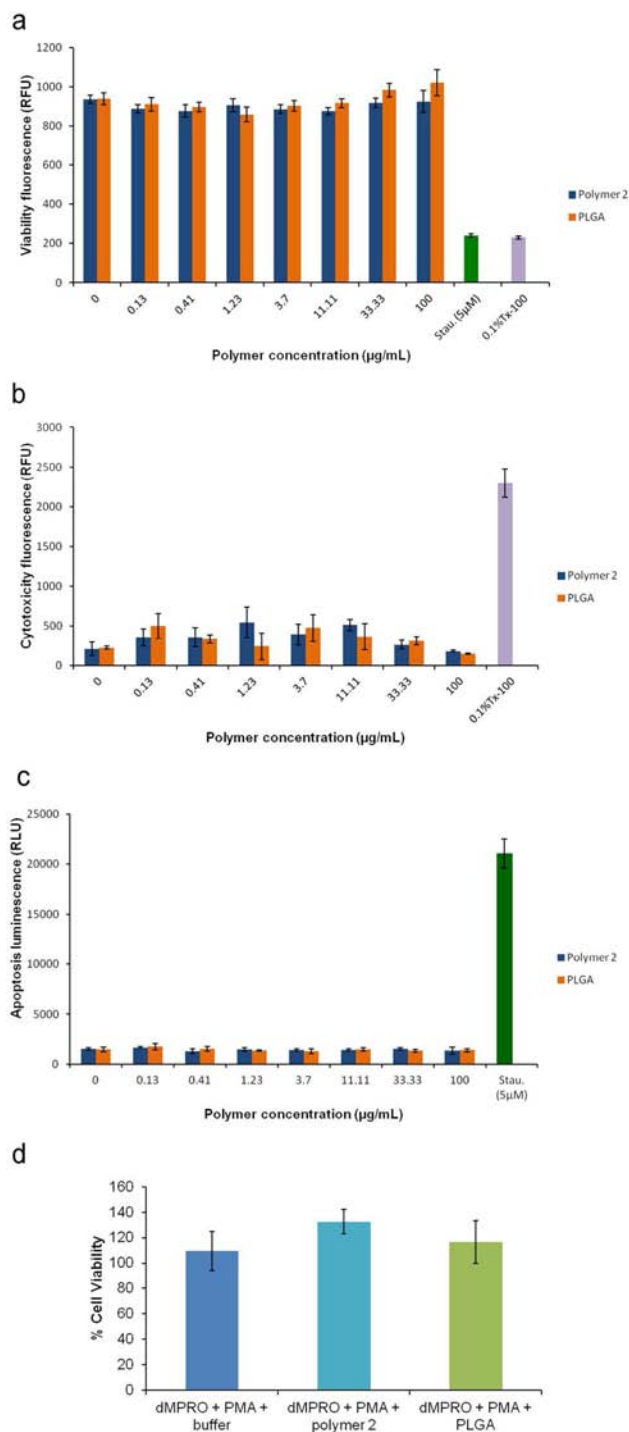 a
1200
1000
800
600
400
200
0
Viability fluorescence (RFU)
0
0.13
0.41
1.23
3.7
11.11
33.33
100
Stau. (5µM)
0.1%Tx-100
Polymer concentration (µg/mL)
Polymer 2
PLGA
b
3000
2500
2000
1500
1000
500
0
Cytotoxicity fluorescence (RFU)
0
0.13
0.41
1.23
3.7
11.11
33.33
100
0.1%Tx-100
Polymer concentration (µg/mL)
Polymer 2
PLGA
c
25000
20000
15000
10000
5000
0
Apoptosis luminescence (RLU)
0
0.13
0.41
1.23
3.7
11.11
33.33
100
Stau.
(5µM)
Polymer concentration (µg/mL)
Polymer 2
PLGA
d
160
140
120
100
80
60
40
20
0
% Cell Viability
dMPRO + PMA +
buffer
dMPRO + PMA +
polymer 2
dMPRO + PMA +
PLGA